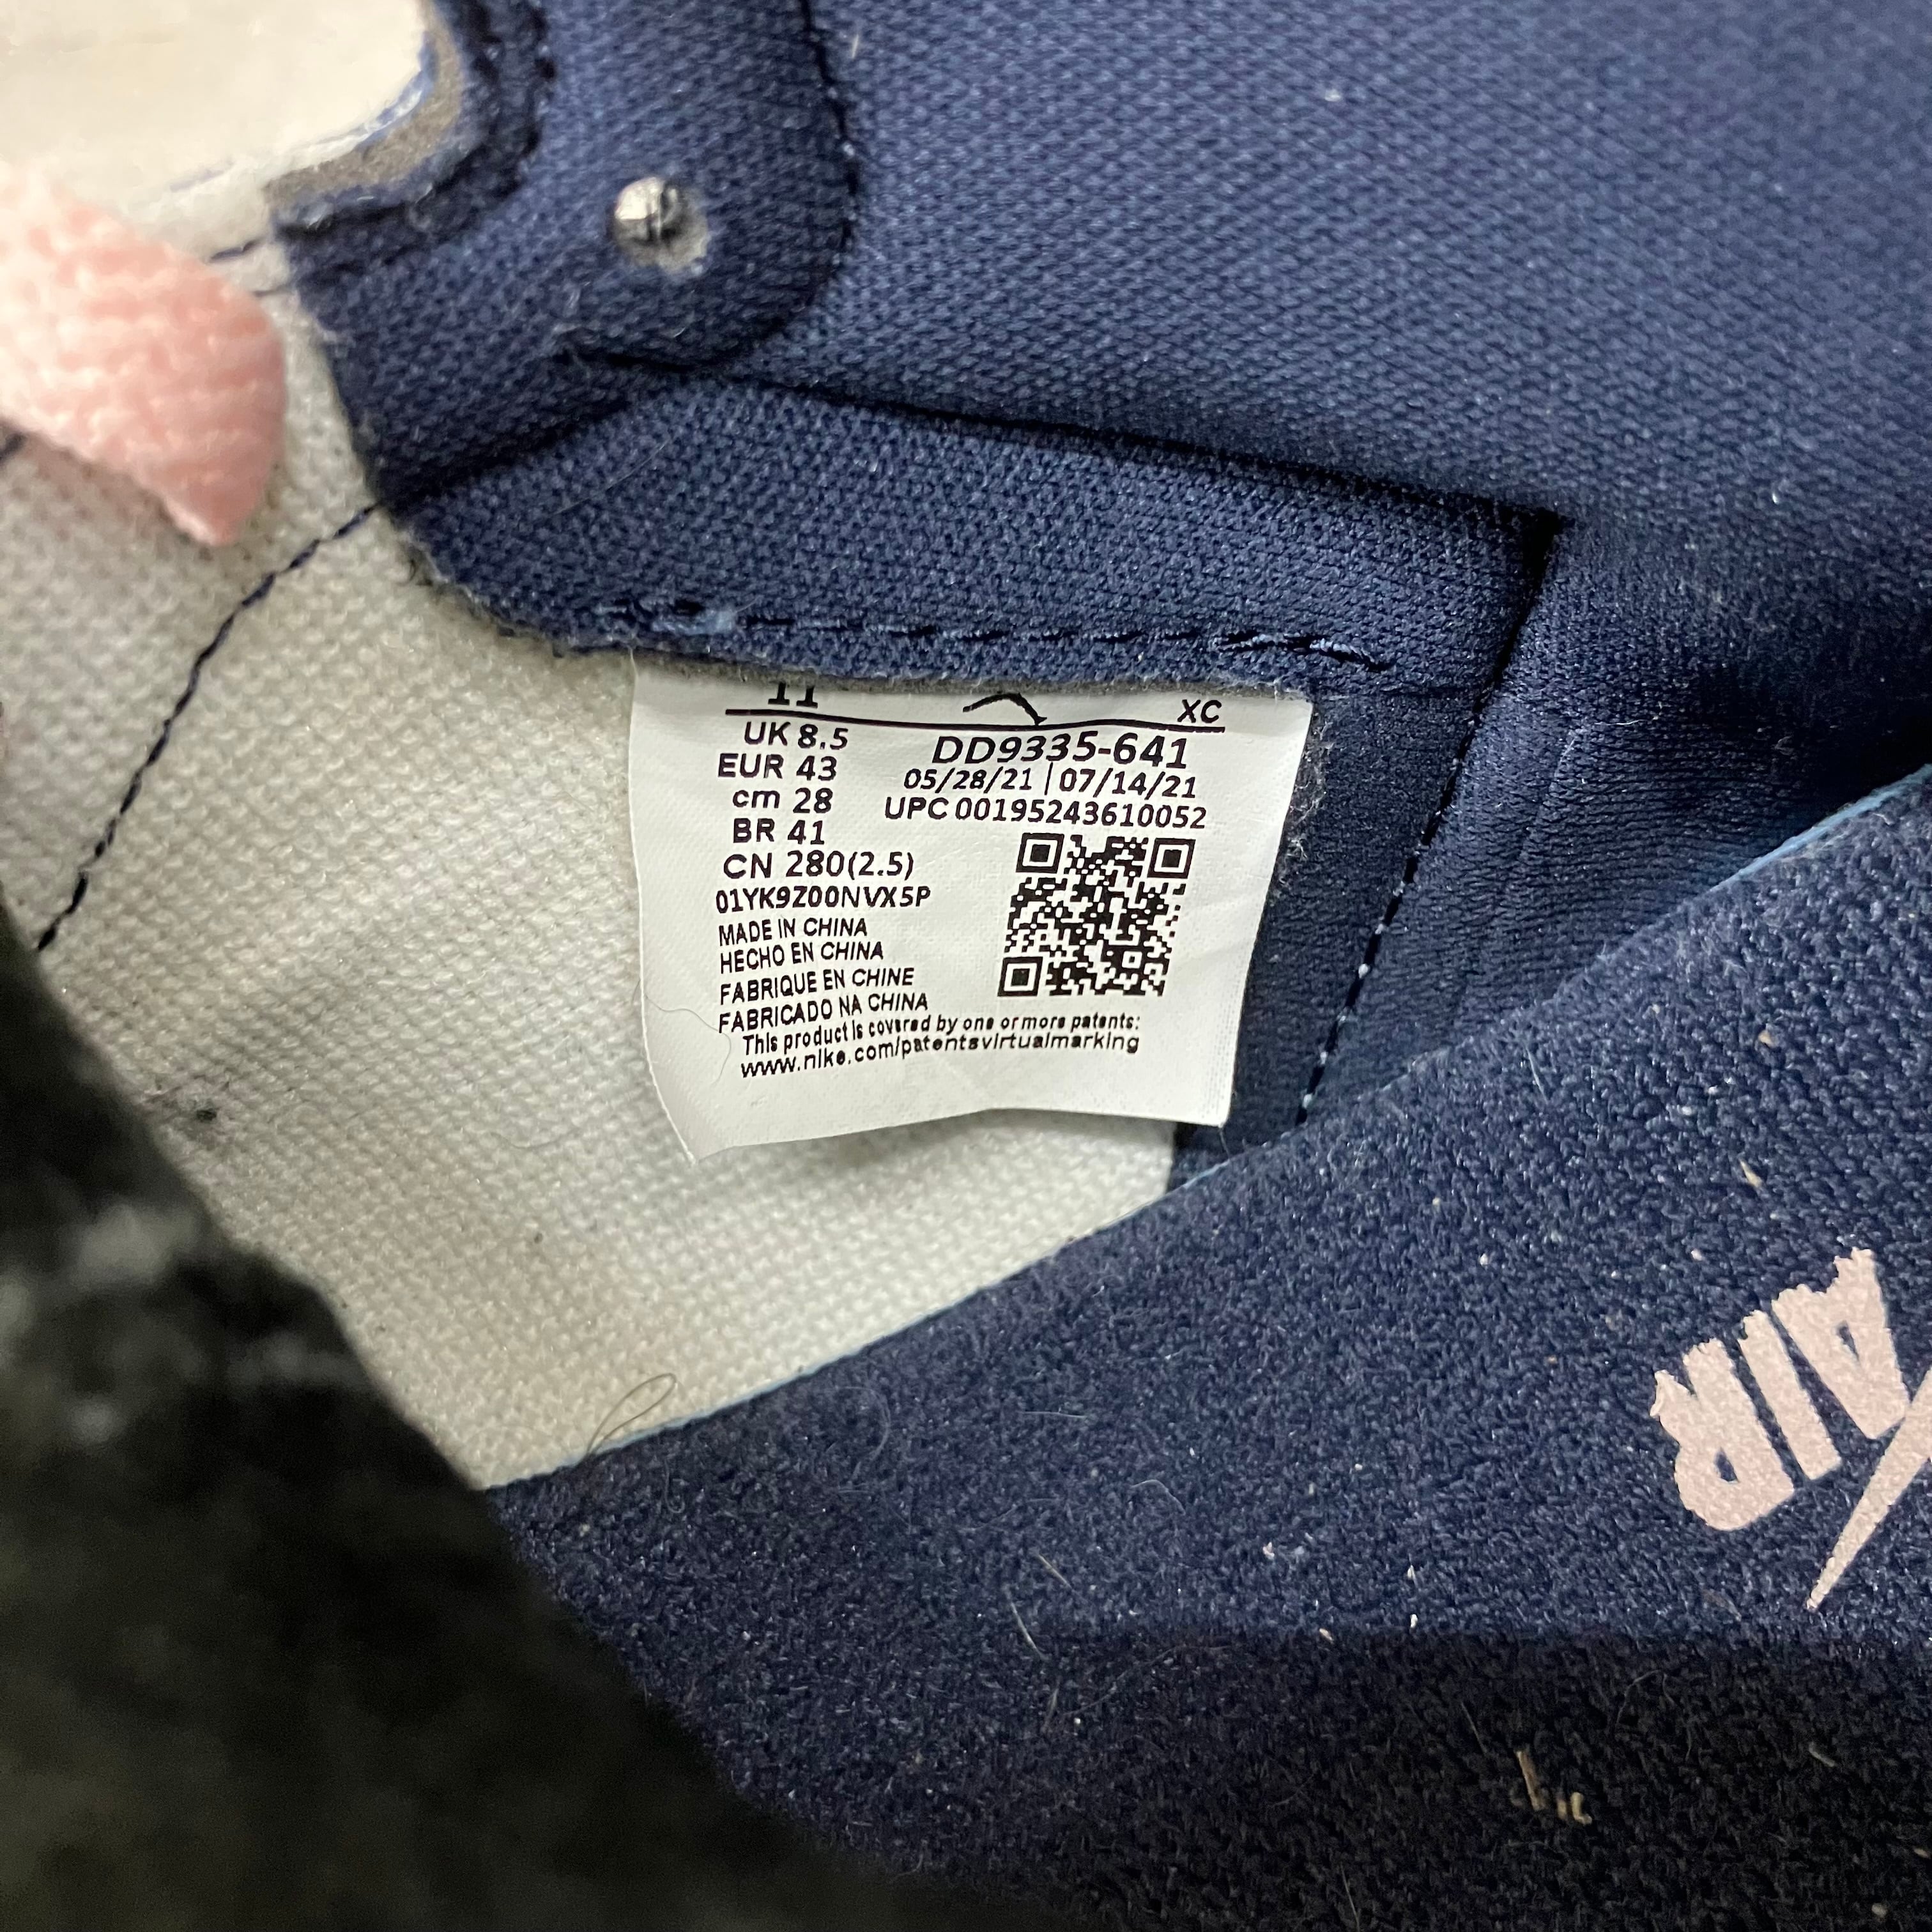 11 XC
UK 8.5 DD9335-641
EUR 43 05/28/21 | 07/14/21
cm 28 UPC 00195243610052
BR 41
CN 280(2.5)
01YK9Z00NVX5P
MADE IN CHINA
HECHO EN CHINA
FABRIQUE EN CHINE
FABRICADO NA CHINA
This product is covered by one or more patents:
www.nike.com/patentsvirtualmarking
AIR